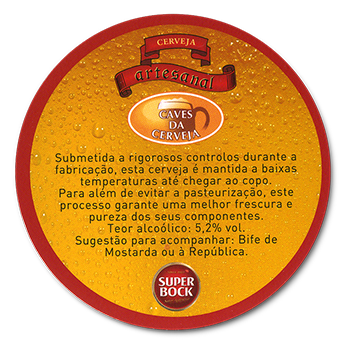 CERVEJA
artesanal
CAVES
DA
CERVEJA
Submetida a rigorosos controlos durante a
fabricação, esta cerveja é mantida a baixas
temperaturas até chegar ao copo.
Para além de evitar a pasteurização, este
processo garante uma melhor frescura e
pureza dos seus componentes.
Teor alcoólico: 5,2% vol.
Sugestão para acompanhar: Bife de
Mostarda ou à República.
SUPER
BOCK